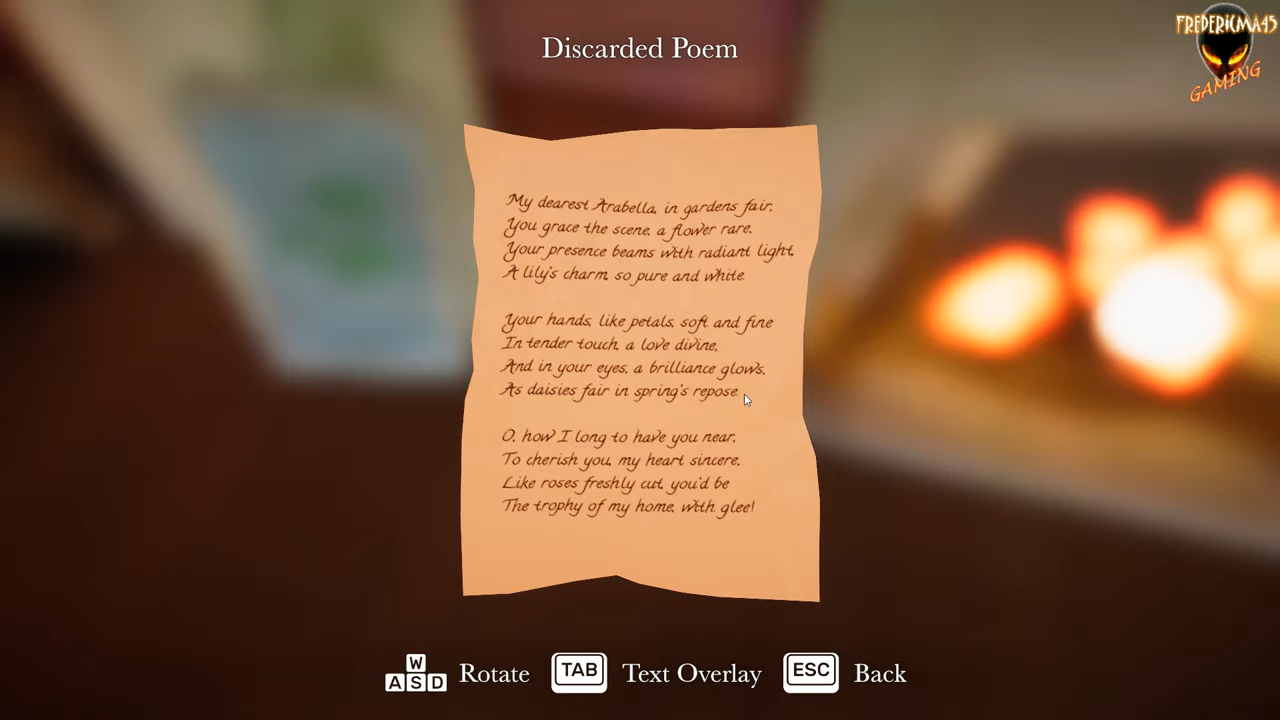 Discarded Poem
FREDERICMA45
GAMING
My dearest Arabella, in gardens fair,
You grace the scene, a flower rare,
Your presence beams with radiant light,
A lily's charm, so pure and white.
Your hands, like petals, soft and fine
In tender touch, a love divine,
And in your eyes, a brilliance glows,
As daisies fair in spring's repose.
O, how I long to have you near,
To cherish you, my heart sincere,
Like roses freshly cut, you'd be
The trophy of my home, with glee!
W
A S D
Rotate
TAB
Text Overlay
ESC
Back